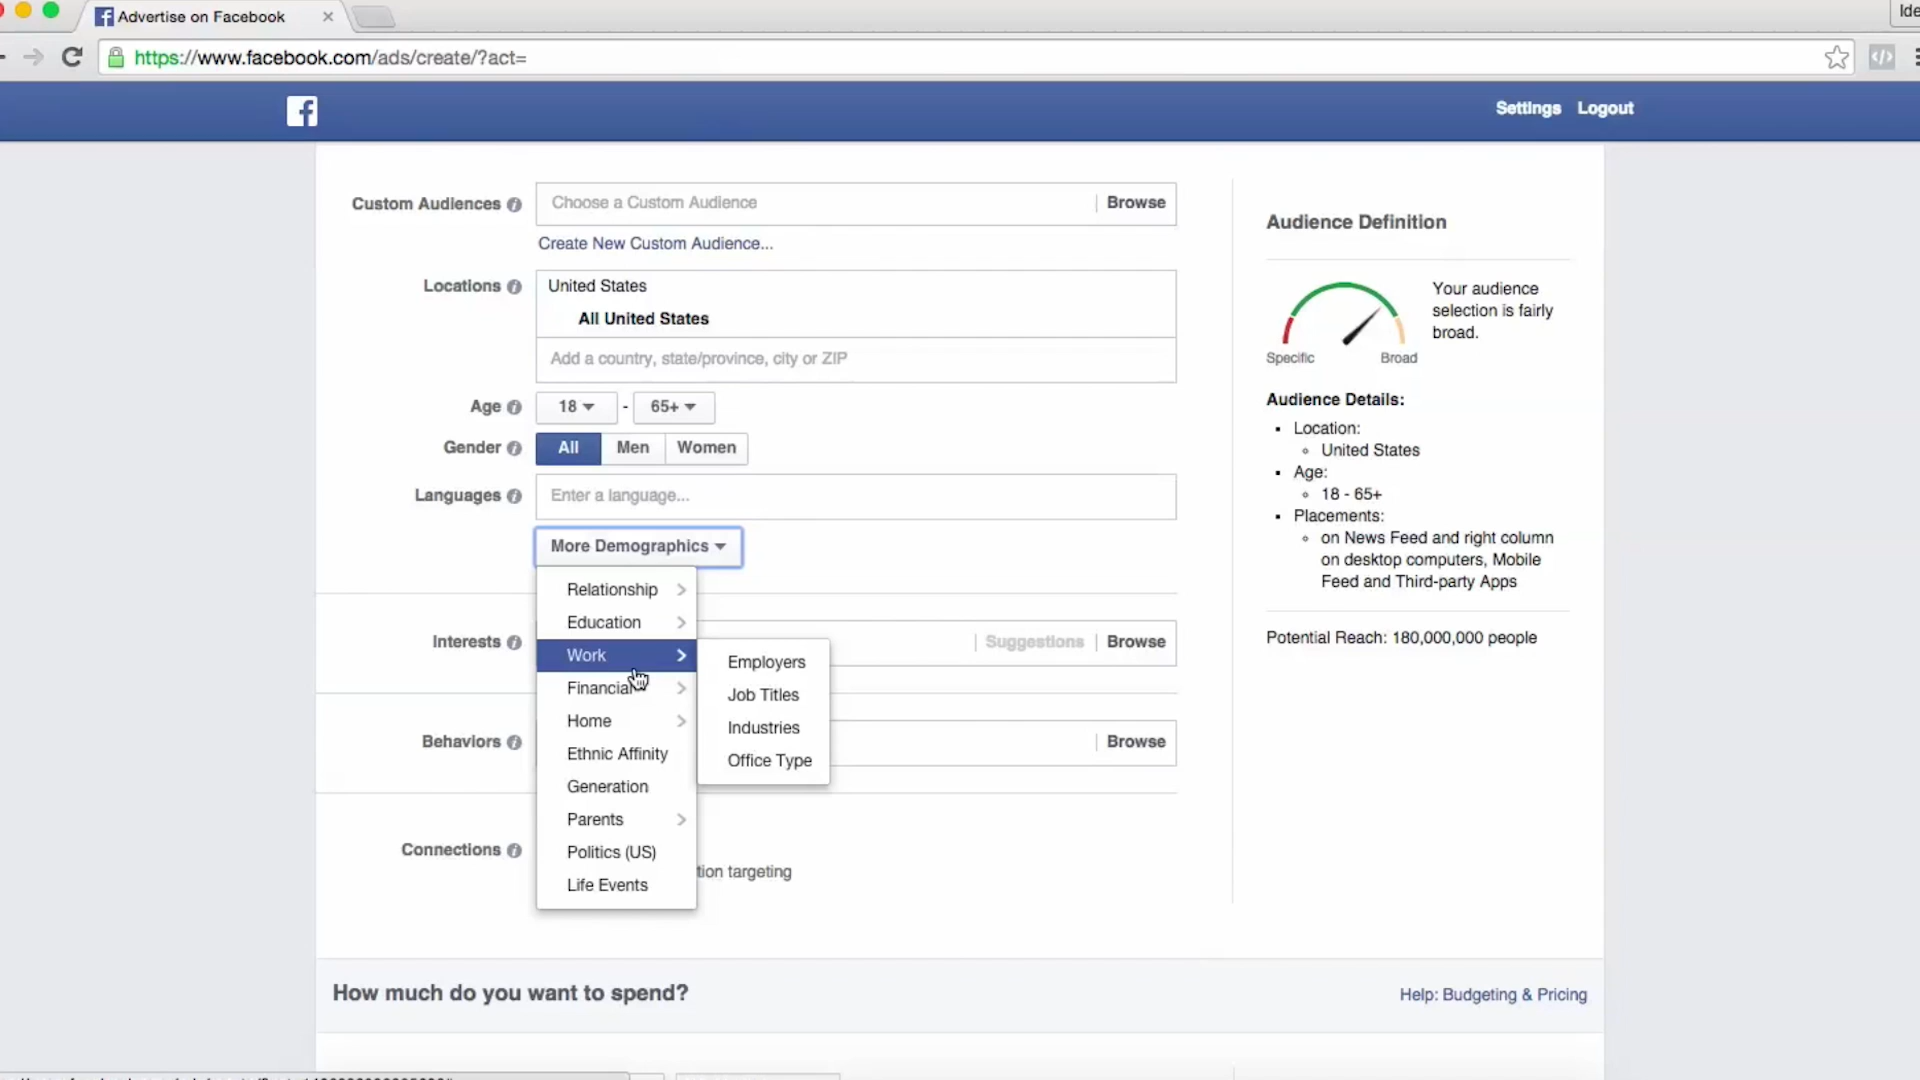 Ide
Advertise on Facebook
https://www.facebook.com/ads/create/?act=
Settings Logout
Custom Audiences
Choose a Custom Audience
Browse
Create New Custom Audience...
Locations
United States
All United States
Add a country, state/province, city or ZIP
Age
18 - 65+
Gender
All Men Women
Languages
Enter a language...
More Demographics
Relationship
Education
Work
Financial
Home
Ethnic Affinity
Generation
Parents
Politics (US)
Life Events
Employers
Job Titles
Industries
Office Type
Interests
Suggestions Browse
Behaviors
Browse
Connections
tion targeting
Audience Definition
Your audience
selection is fairly
broad.
Specific Broad
Audience Details:
Location:
United States
Age:
18 - 65+
Placements:
on News Feed and right column
on desktop computers, Mobile
Feed and Third-party Apps
Potential Reach: 180,000,000 people
How much do you want to spend?
Help: Budgeting & Pricing